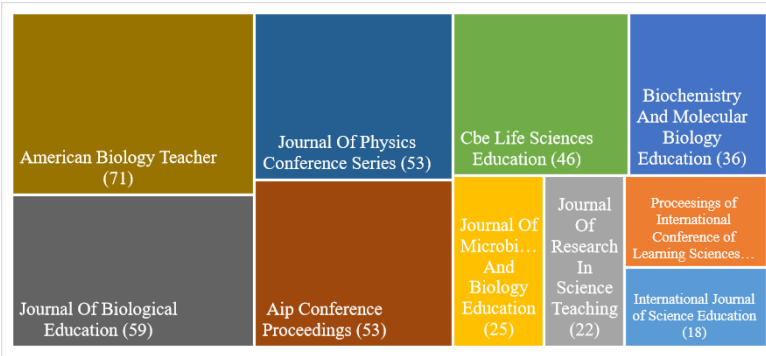 American Biology Teacher
(71)
Journal Of Biological
Education (59)
Journal Of Physics
Conference Series (53)
Aip Conference
Proceedings (53)
Cbe Life Sciences
Education (46)
Biochemistry
And Molecular
Biology
Education (36)
Journal Of
Microbi...
And
Biology
Education
(25)
Journal
Of
Research
In
Science
Teaching
(22)
Proceesings of
International
Conference of
Learning Sciences...
International Journal
of Science Education
(18)